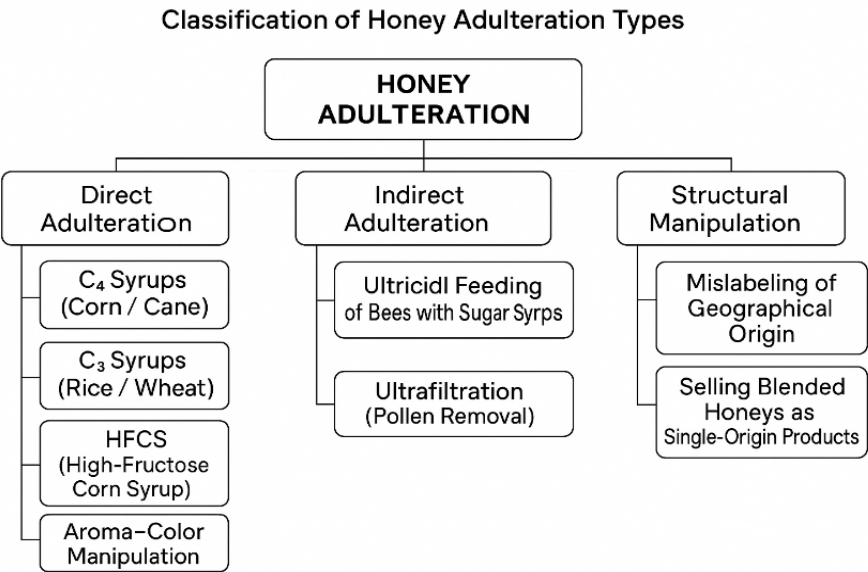 Classification of Honey Adulteration Types
HONEY
ADULTERATION
Direct
Adulteration
C₄ Syrups
(Corn / Cane)
C₃ Syrups
(Rice / Wheat)
HFCS
(High-Fructose
Corn Syrup)
Aroma–Color
Manipulation
Indirect
Adulteration
Ultricidl Feeding
of Bees with Sugar Syrps
Ultrafiltration
(Pollen Removal)
Structural
Manipulation
Mislabeling of
Geographical
Origin
Selling Blended
Honeys as
Single-Origin Products